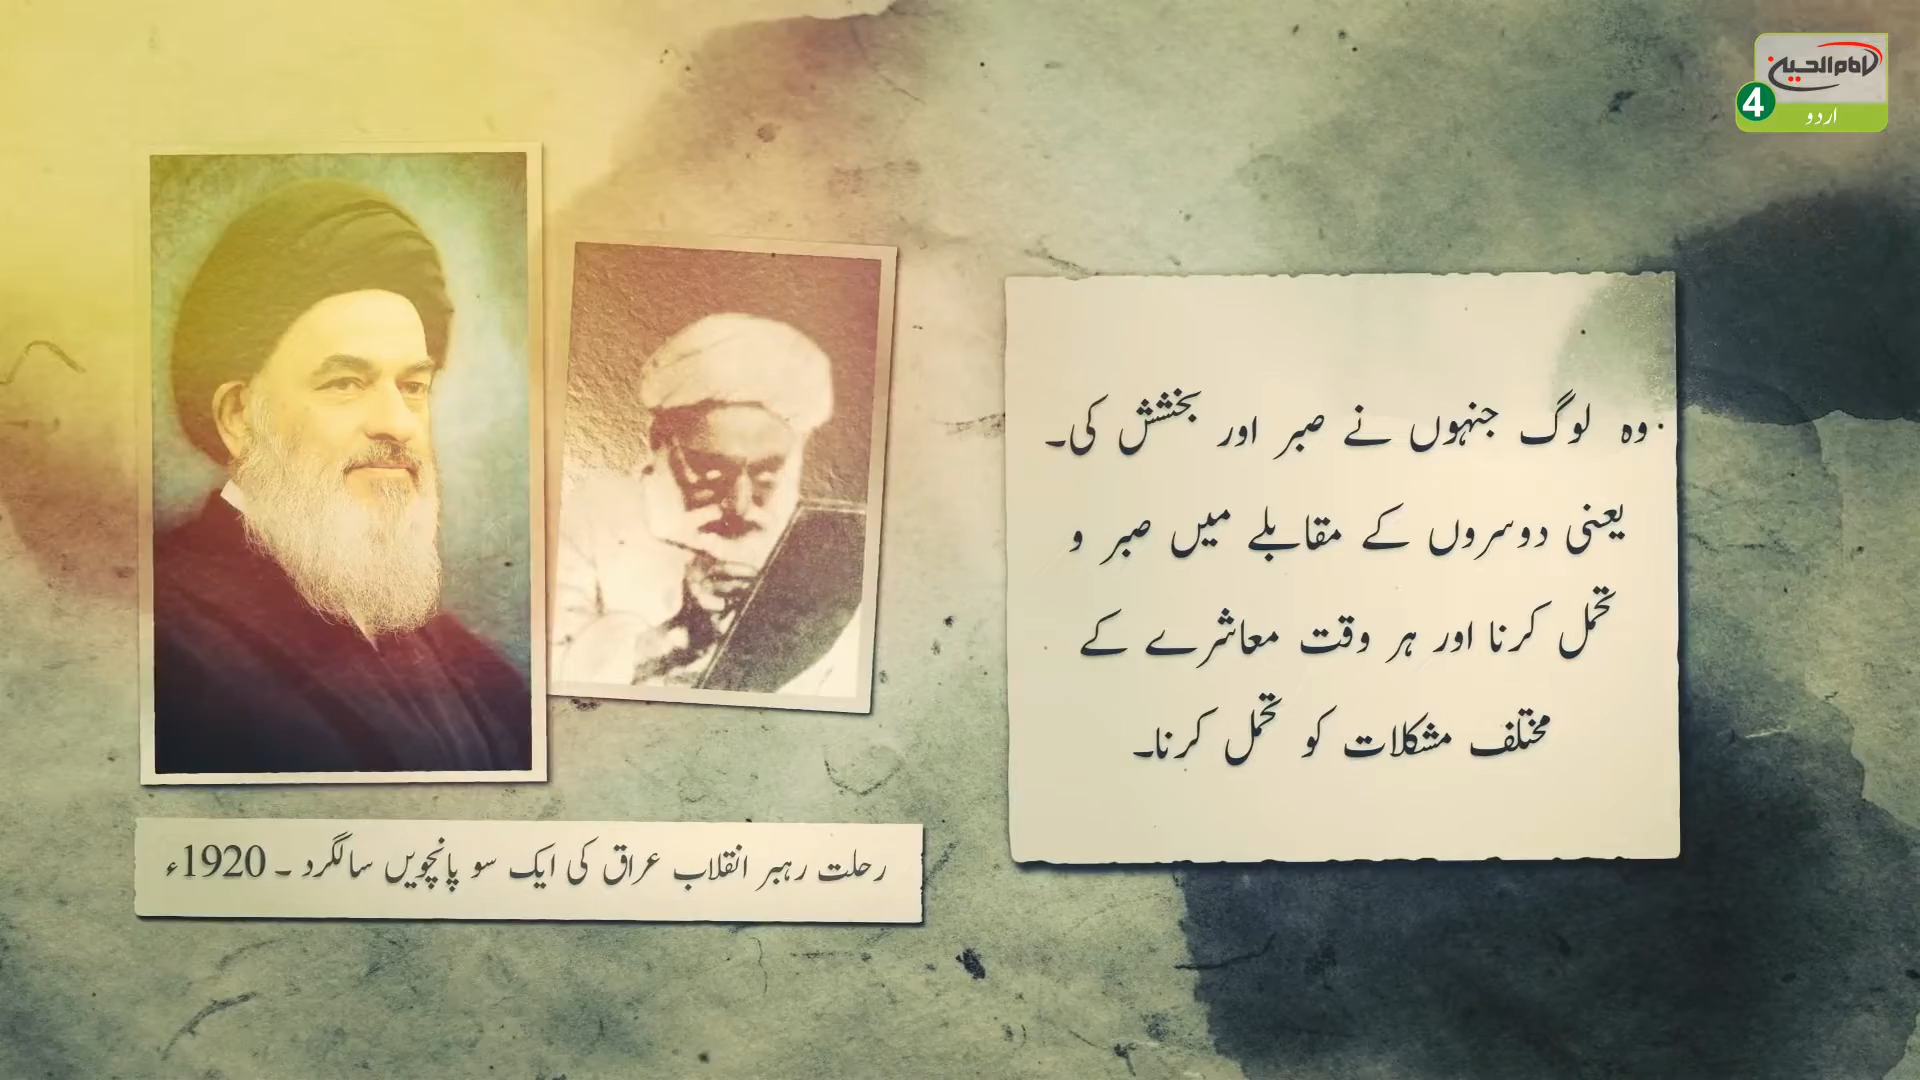 امام الحسین
4
اردو
وہ لوگ جنہوں نے صبر اور بخشش کی۔
یعنی دوسروں کے مقابلے میں صبر و
تحمل کرنا اور ہر وقت معاشرے کے
مختلف مشکلات کو تحمل کرنا۔
رحلت رہبر انقلاب عراق کی ایک سو پانچویں سالگرد ۔ 1920ء